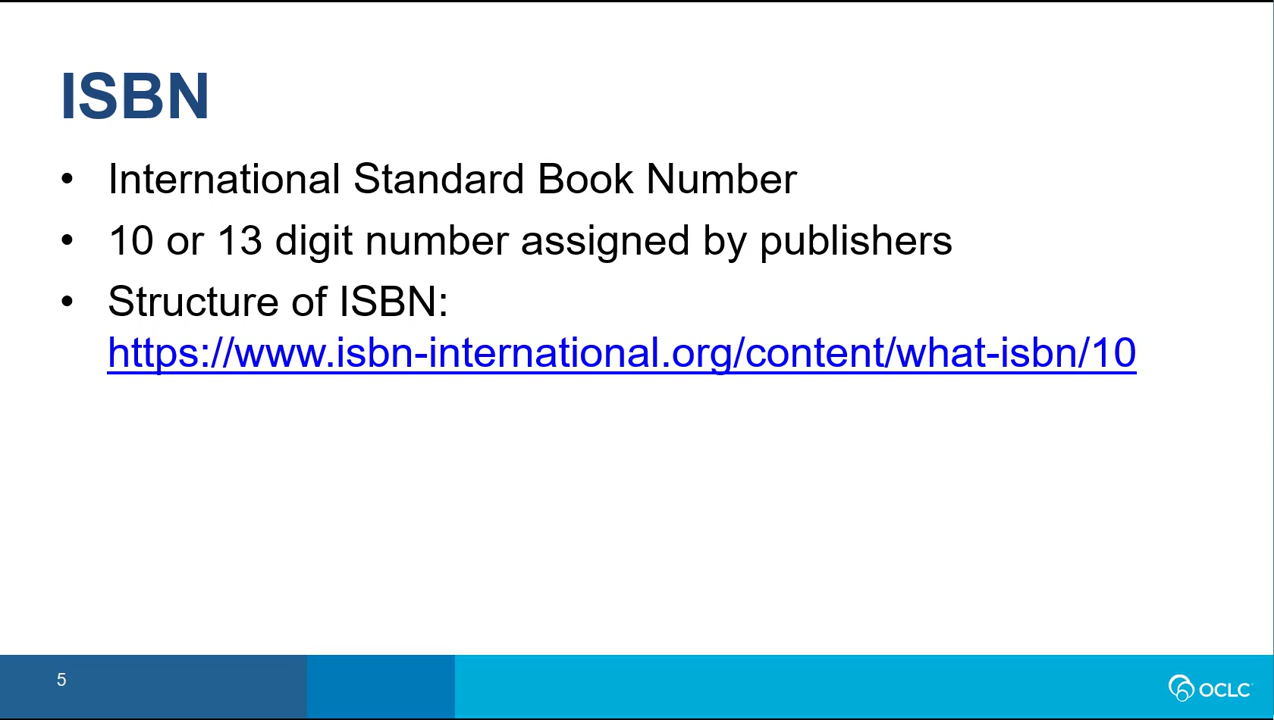 ISBN
• International Standard Book Number
• 10 or 13 digit number assigned by publishers
• Structure of ISBN:
https://www.isbn-international.org/content/what-isbn/10
5
OCLC